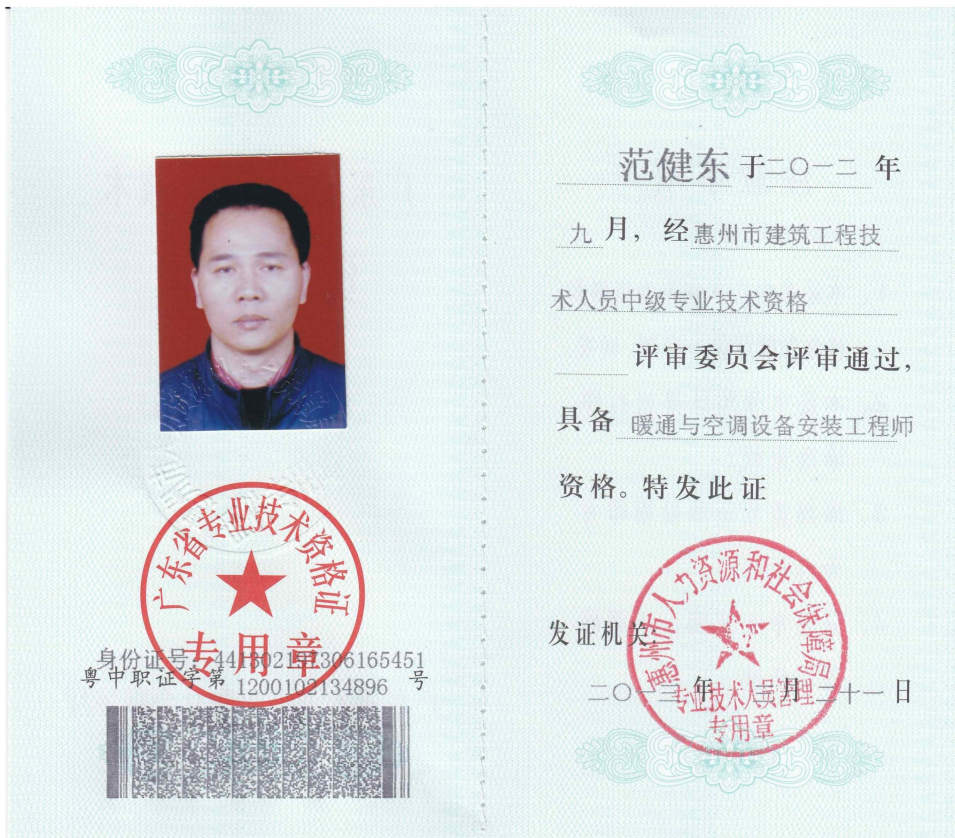 广东省专业技术资格证
专用章
身份证号：441302197306165451
粤中职证字第 1200102134896 号
范健东 于 二〇一二 年
九 月，经 惠州市建筑工程技
术人员中级专业技术资格
评审委员会评审通过，
具备 暖通与空调设备安装工程师
资格。特发此证
惠州市人力资源和社会保障局
发证机关：
二〇一三 年 月 二十一 日
专业技术人员管理
专用章